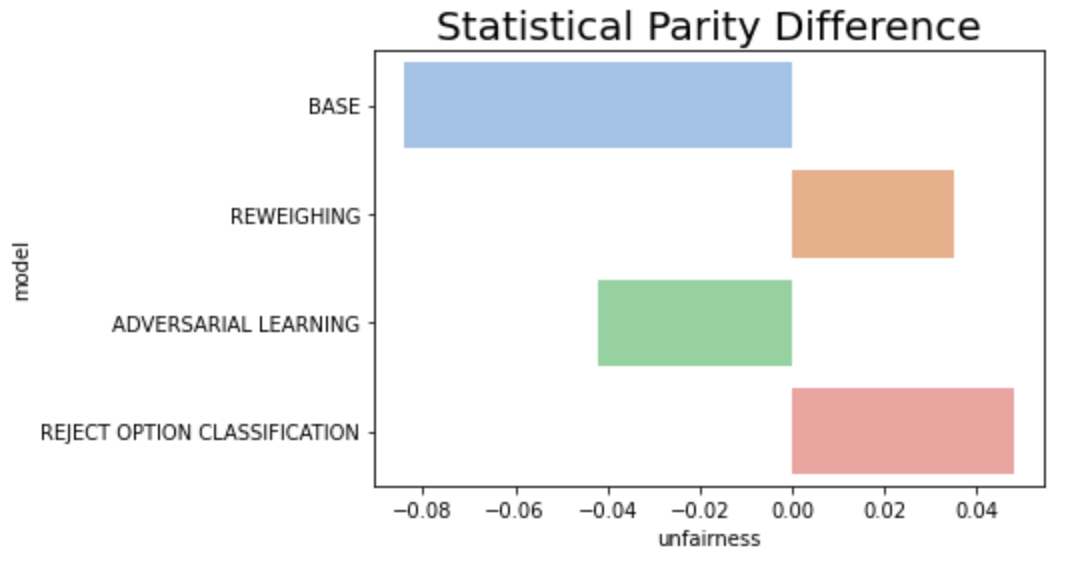 Statistical Parity Difference
BASE
REWEIGHING
ADVERSARIAL LEARNING
REJECT OPTION CLASSIFICATION
model
−0.08 −0.06 −0.04 −0.02 0.00 0.02 0.04
unfairness